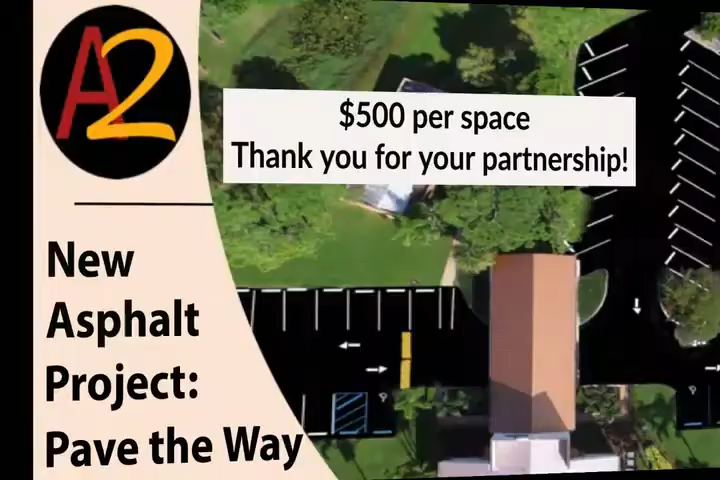 A2
$500 per space
Thank you for your partnership!
New
Asphalt
Project:
Pave the Way